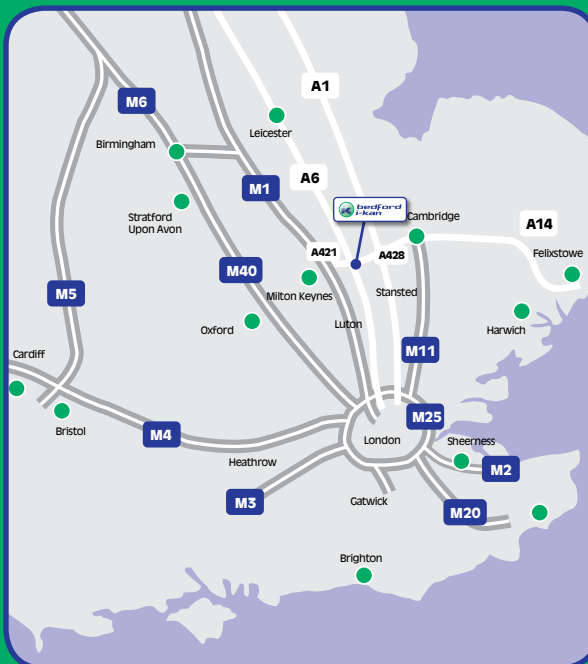 A1
M6
Leicester
Birmingham
A6
M1
bedford
i-kan
Stratford
Upon Avon
Cambridge
A14
A421
A428
Felixstowe
M40
Milton Keynes
Stansted
M5
Harwich
Oxford
Luton
Cardiff
M11
M25
Bristol
M4
London
Sheerness
Heathrow
M2
M3
Gatwick
M20
Brighton